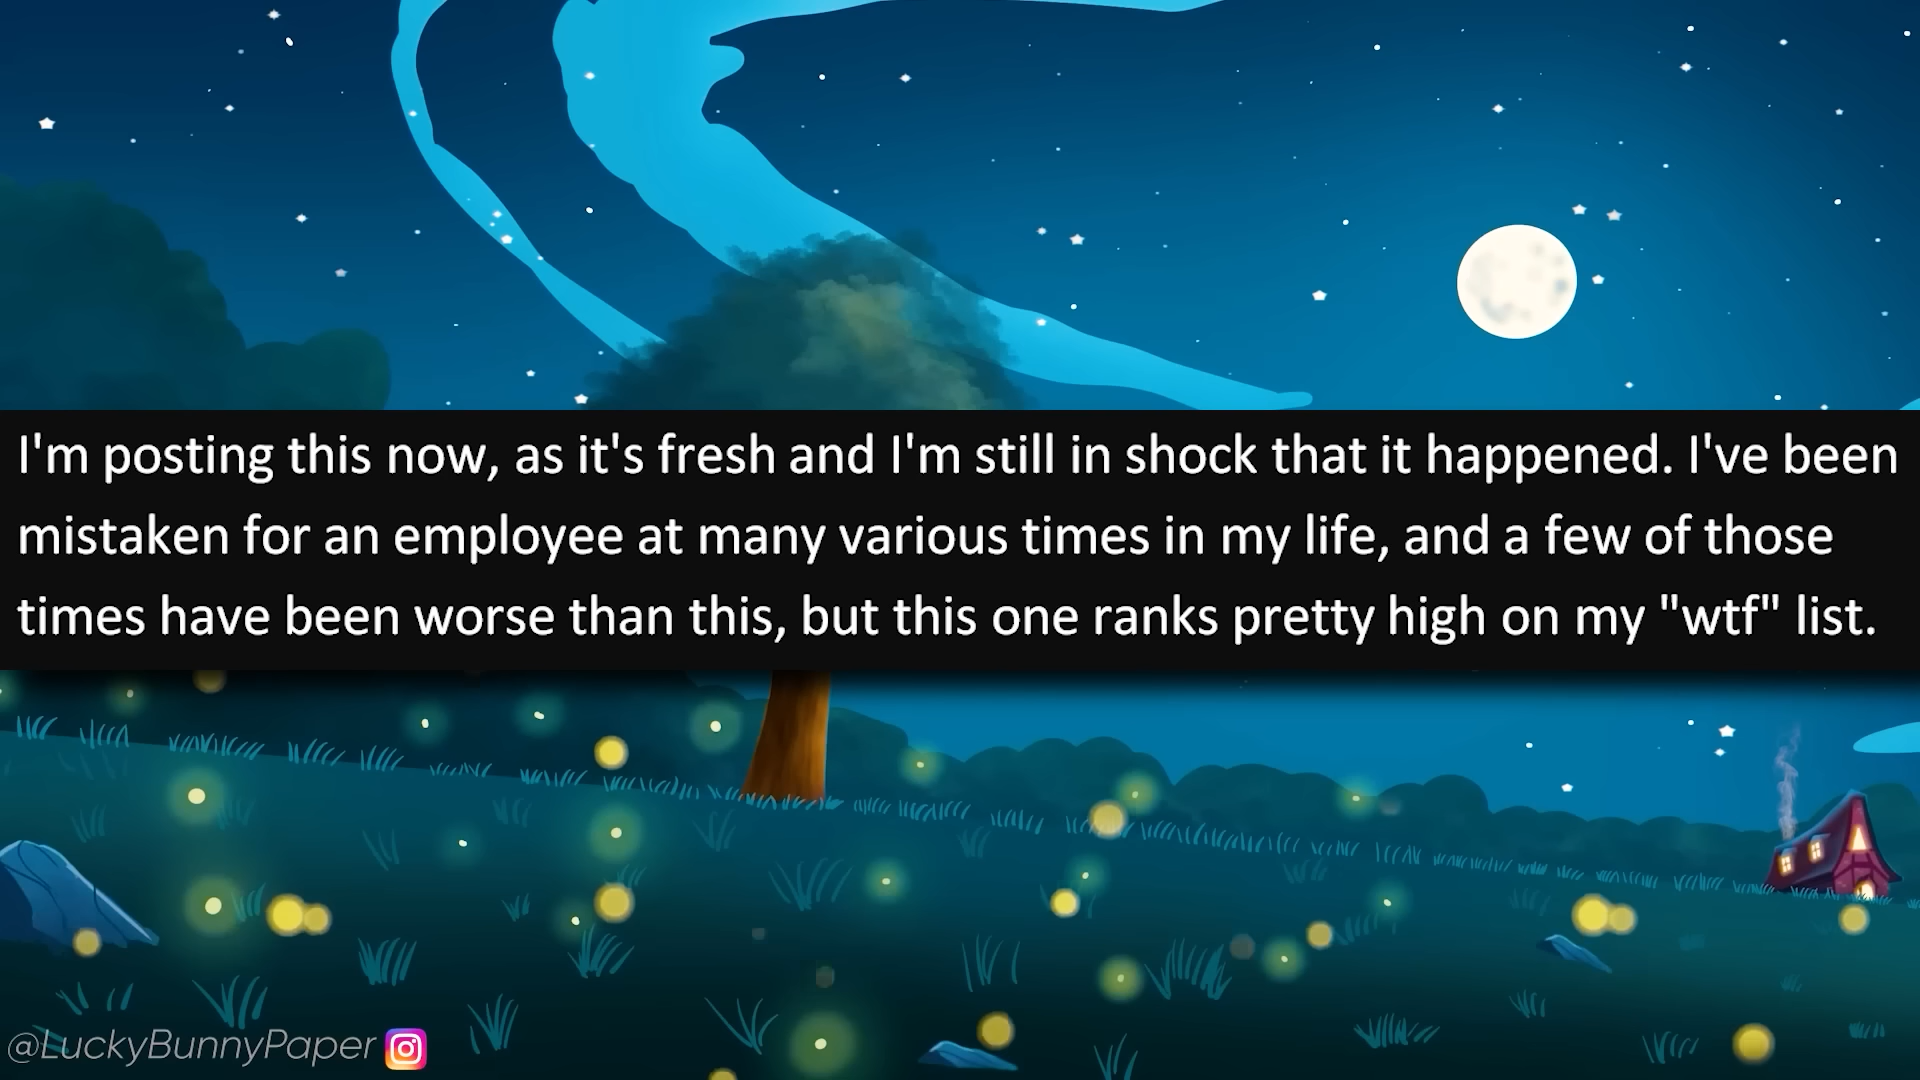 I'm posting this now, as it's fresh and I'm still in shock that it happened. I've been
mistaken for an employee at many various times in my life, and a few of those
times have been worse than this, but this one ranks pretty high on my "wtf" list.
@LuckyBunnyPaper